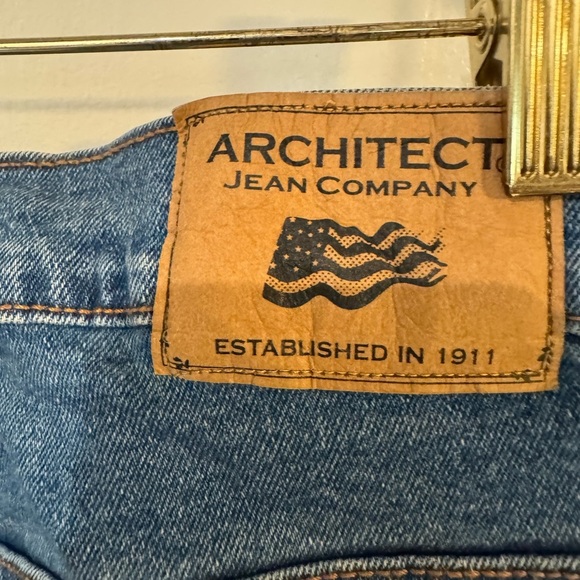 ARCHITECT
JEAN COMPANY
ESTABLISHED IN 1911